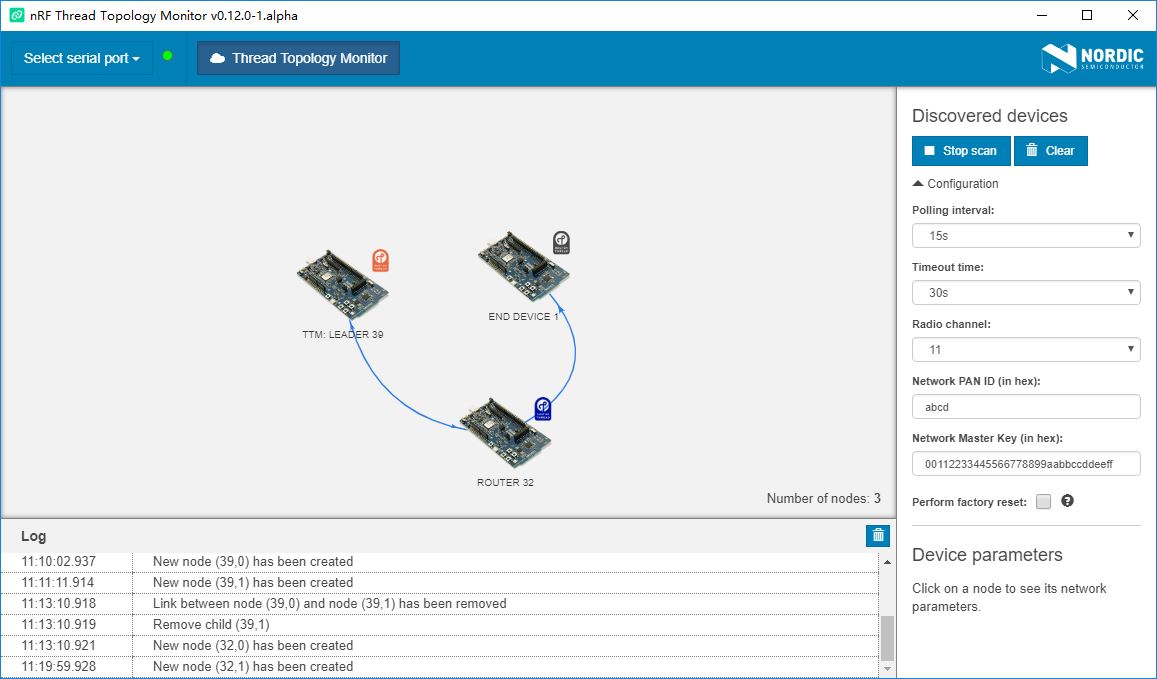 nRF Thread Topology Monitor v0.12.0-1.alpha
Select serial port
Thread Topology Monitor
NORDIC
SEMICONDUCTOR
TTM: LEADER 39
END DEVICE 1
ROUTER 32
Number of nodes: 3
Log
11:10:02.937 New node (39,0) has been created
11:11:11.914 New node (39,1) has been created
11:13:10.918 Link between node (39,0) and node (39,1) has been removed
11:13:10.919 Remove child (39,1)
11:13:10.921 New node (32,0) has been created
11:19:59.928 New node (32,1) has been created
Discovered devices
Stop scan
Clear
Configuration
Polling interval:
15s
Timeout time:
30s
Radio channel:
11
Network PAN ID (in hex):
abcd
Network Master Key (in hex):
00112233445566778899aabbccddeeff
Perform factory reset:
Device parameters
Click on a node to see its network
parameters.